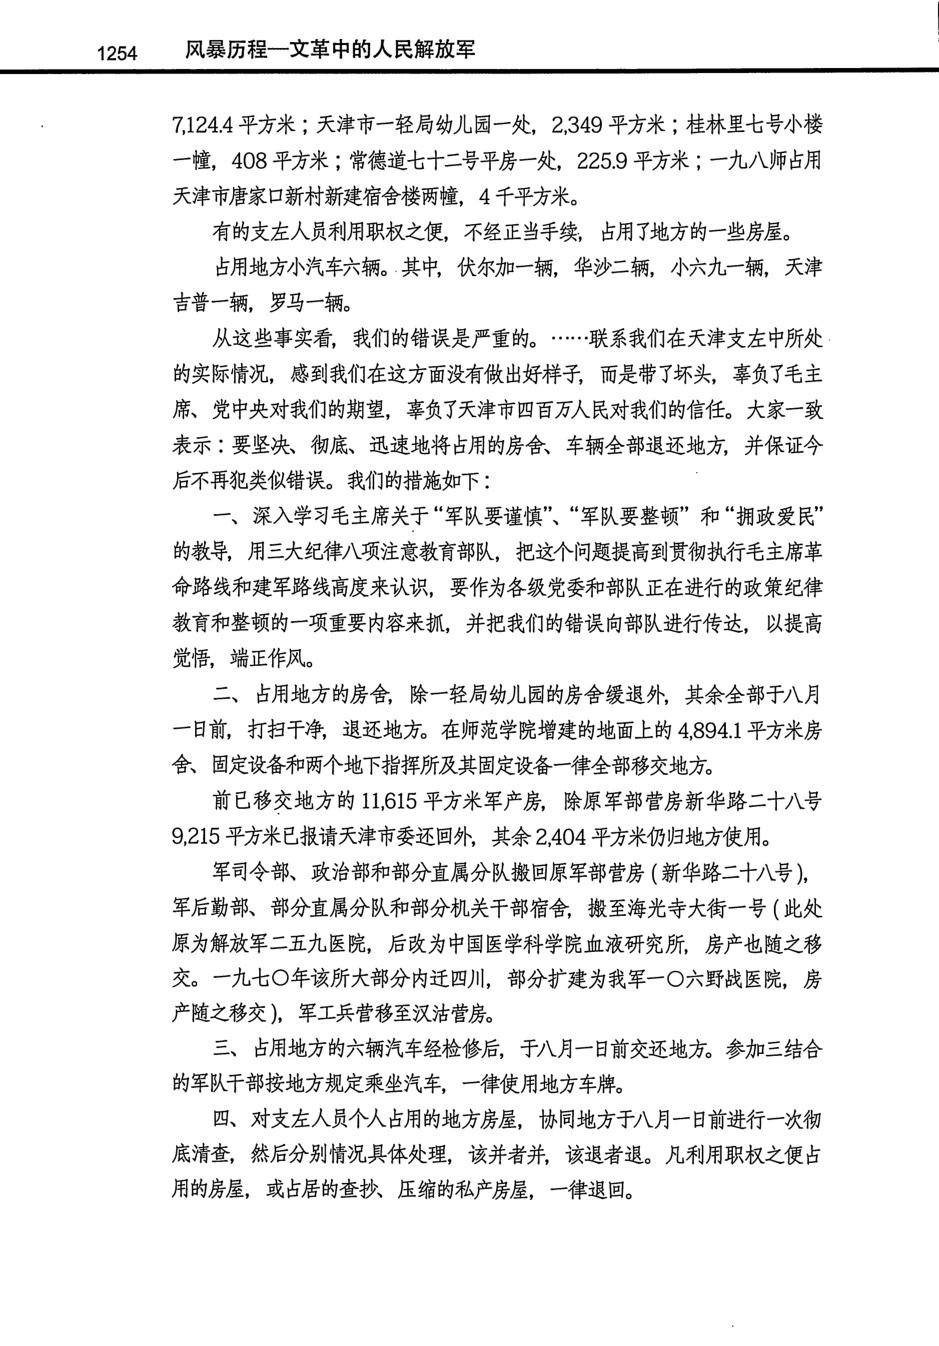 1254 风暴历程—文革中的人民解放军
7,124.4 平方米；天津市一轻局幼儿园一处，2,349 平方米；桂林里七号小楼
一幢，408 平方米；常德道七十二号平房一处，225.9 平方米；一九八师占用
天津市唐家口新村新建宿舍楼两幢，4 千平方米。
有的支左人员利用职权之便，不经正当手续，占用了地方的一些房屋。
占用地方小汽车六辆。其中，伏尔加一辆，华沙二辆，小六九一辆，天津
吉普一辆，罗马一辆。
从这些事实看，我们的错误是严重的。……联系我们在天津支左中所处
的实际情况，感到我们在这方面没有做出好样子，而是带了坏头，辜负了毛主
席、党中央对我们的期望，辜负了天津市四百万人民对我们的信任。大家一致
表示：要坚决、彻底、迅速地将占用的房舍、车辆全部退还地方，并保证今
后不再犯类似错误。我们的措施如下：
一、深入学习毛主席关于“军队要谨慎”、“军队要整顿”和“拥政爱民”
的教导，用三大纪律八项注意教育部队，把这个问题提高到贯彻执行毛主席革
命路线和建军路线高度来认识，要作为各级党委和部队正在进行的政策纪律
教育和整顿的一项重要内容来抓，并把我们的错误向部队进行传达，以提高
觉悟，端正作风。
二、占用地方的房舍，除一轻局幼儿园的房舍缓退外，其余全部于八月
一日前，打扫干净，退还地方。在师范学院增建的地面上的 4,894.1 平方米房
舍、固定设备和两个地下指挥所及其固定设备一律全部移交地方。
前已移交地方的 11,615 平方米军产房，除原军部营房新华路二十八号
9,215 平方米已报请天津市委还回外，其余 2,404 平方米仍归地方使用。
军司令部、政治部和部分直属分队搬回原军部营房（新华路二十八号），
军后勤部、部分直属分队和部分机关干部宿舍，搬至海光寺大街一号（此处
原为解放军二五九医院，后改为中国医学科学院血液研究所，房产也随之移
交。一九七〇年该所大部分内迁四川，部分扩建为我军一〇六野战医院，房
产随之移交），军工兵营移至汉沽营房。
三、占用地方的六辆汽车经检修后，于八月一日前交还地方。参加三结合
的军队干部按地方规定乘坐汽车，一律使用地方车牌。
四、对支左人员个人占用的地方房屋，协同地方于八月一日前进行一次彻
底清查，然后分别情况具体处理，该并者并，该退者退。凡利用职权之便占
用的房屋，或占居的查抄、压缩的私产房屋，一律退回。